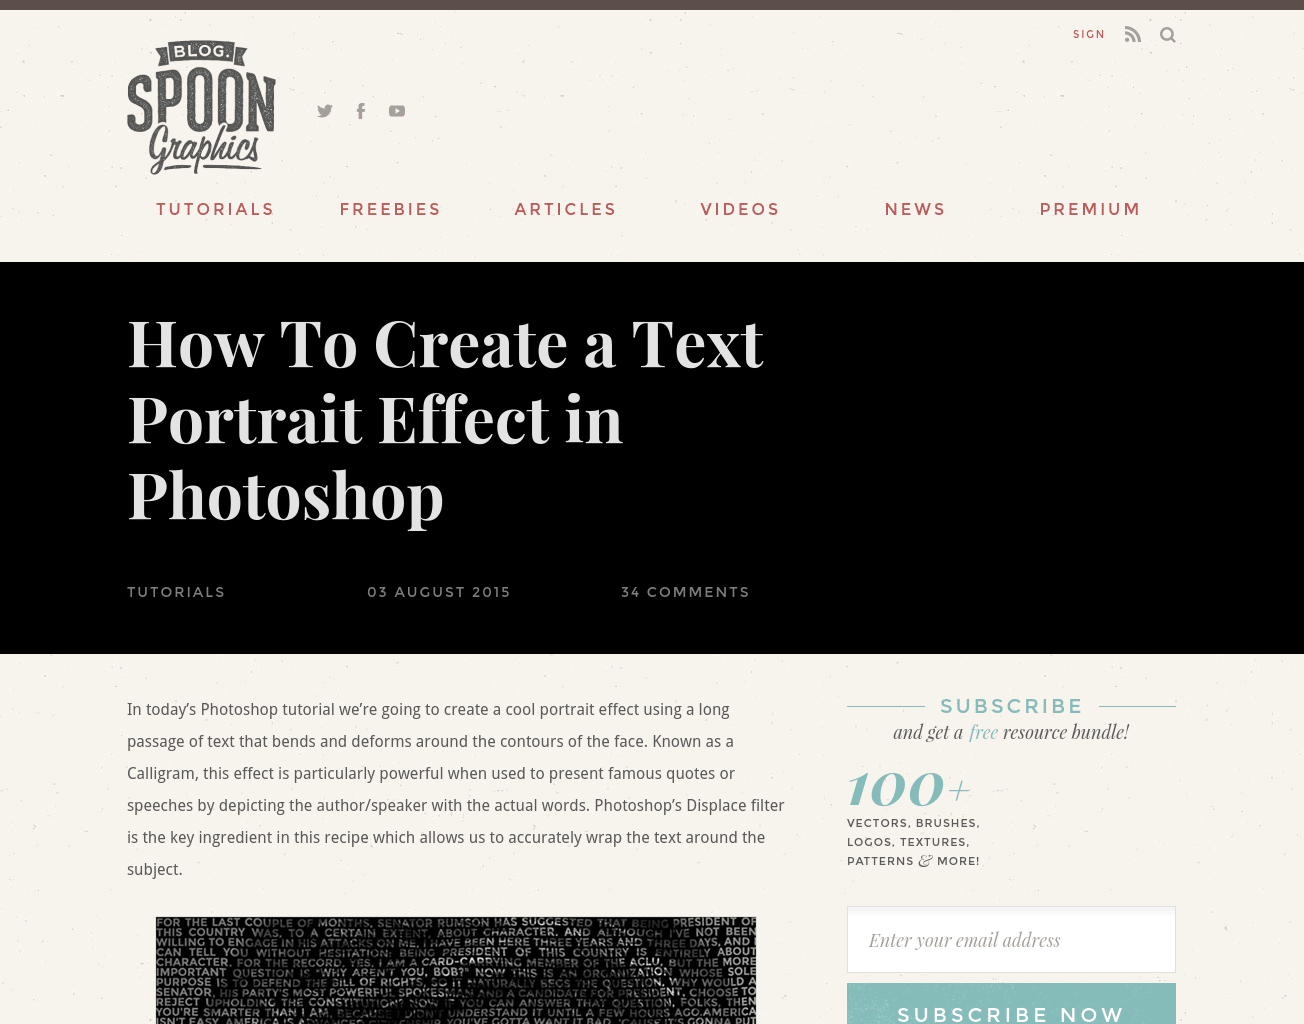 SIGN
BLOG.
SPOON
Graphics
TUTORIALS FREEBIES ARTICLES VIDEOS NEWS PREMIUM
How To Create a Text
Portrait Effect in
Photoshop
TUTORIALS 03 AUGUST 2015 34 COMMENTS
In today’s Photoshop tutorial we’re going to create a cool portrait effect using a long
passage of text that bends and deforms around the contours of the face. Known as a
Calligram, this effect is particularly powerful when used to present famous quotes or
speeches by depicting the author/speaker with the actual words. Photoshop’s Displace filter
is the key ingredient in this recipe which allows us to accurately wrap the text around the
subject.
FOR THE LAST COUPLE OF MONTHS, SENATOR RUMSON HAS SUGGESTED THAT BEING PRESIDENT OF
THIS COUNTRY WAS, TO A CERTAIN EXTENT, ABOUT CHARACTER, AND ALTHOUGH I'VE NOT BEEN
WILLING TO ENGAGE IN HIS ATTACKS ON ME, I HAVE BEEN HERE THREE YEARS AND THREE DAYS, AND I
CAN TELL YOU WITHOUT HESITATION: BEING PRESIDENT OF THIS COUNTRY IS ENTIRELY ABOUT
CHARACTER. FOR THE RECORD, YES, I AM A CARD-CARRYING MEMBER OF THE ACLU, BUT THE MORE
IMPORTANT QUESTION IS "WHY AREN'T YOU, BOB?" NOW THIS IS AN ORGANIZATION WHOSE SOLE
PURPOSE IS TO DEFEND THE BILL OF RIGHTS, SO IT NATURALLY BEGS THE QUESTION, WHY WOULD A
SENATOR, HIS PARTY'S MOST POWERFUL SPOKESMAN AND A CANDIDATE FOR PRESIDENT, CHOOSE TO
REJECT UPHOLDING THE CONSTITUTION? NOW IF YOU CAN ANSWER THAT QUESTION, FOLKS, THEN
YOU'RE SMARTER THAN I AM, BECAUSE I DIDN'T UNDERSTAND IT UNTIL A FEW HOURS AGO. AMERICA
ISN'T EASY. AMERICA IS ADVANCED CITIZENSHIP. YOU'VE GOTTA WANT IT BAD, 'CAUSE IT'S GONNA PUT
SUBSCRIBE
and get a free resource bundle!
100+
VECTORS, BRUSHES,
LOGOS, TEXTURES,
PATTERNS & MORE!
Enter your email address
SUBSCRIBE NOW